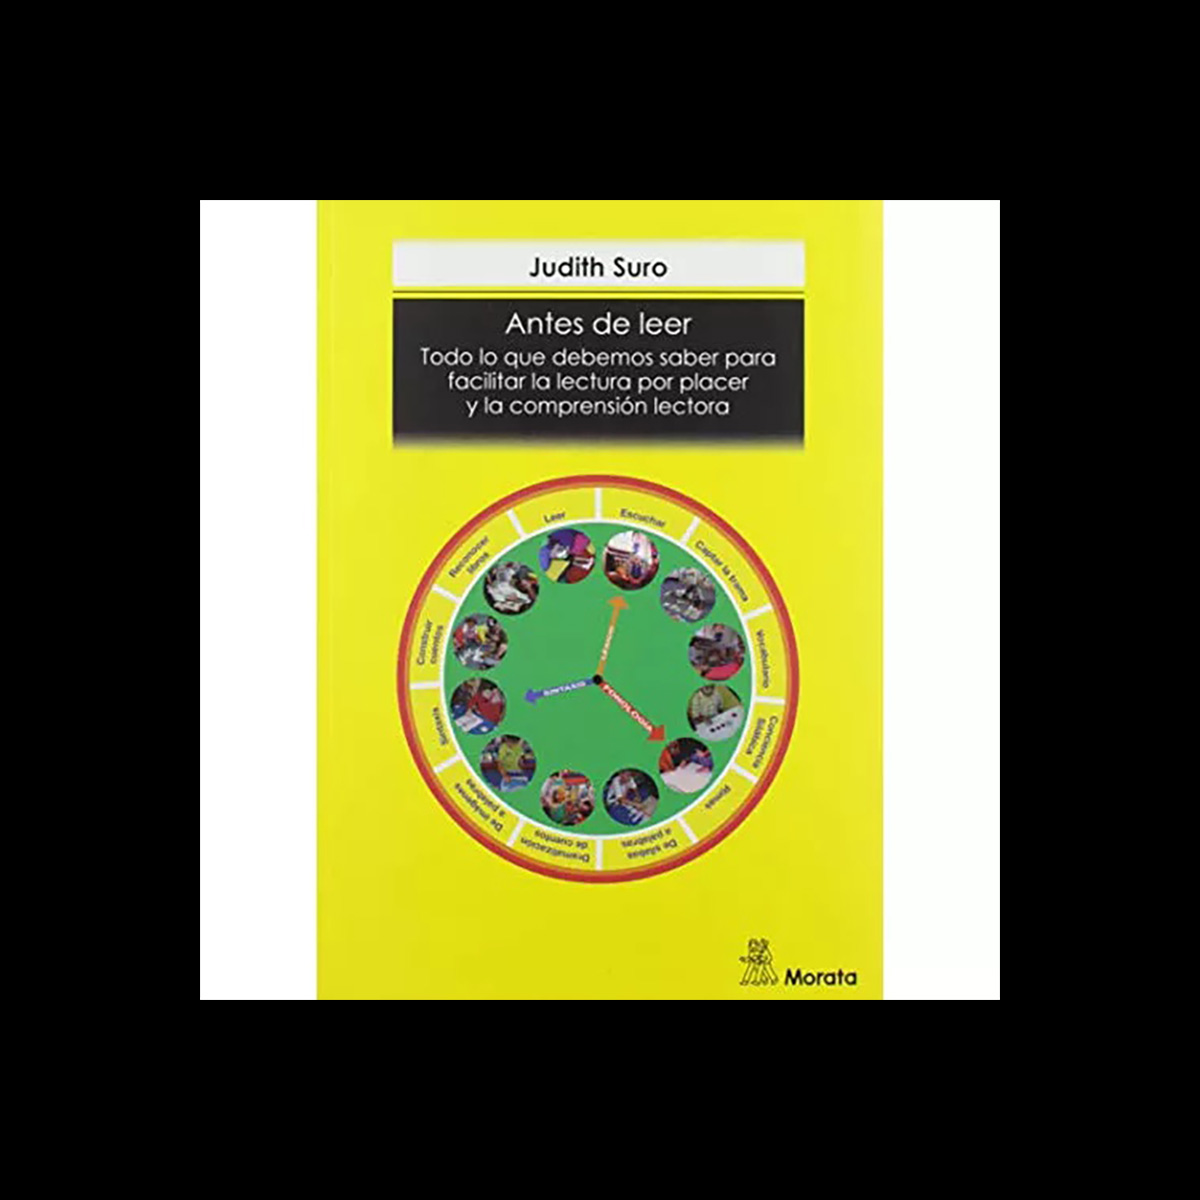 Judith Suro
Antes de leer
Todo lo que debemos saber para
facilitar la lectura por placer
y la comprensión lectora
Leer
Escuchar
Captar la trama
Vocabulario
Conciencia
Silábica
Rimas
De sílabas
a palabras
Dramatización
de cuentos
De imágenes
a palabras
Sintaxis
Construir
cuentos
Reconocer
libros
LÉXICO
SINTAXIS
FONOLOGÍA
Morata